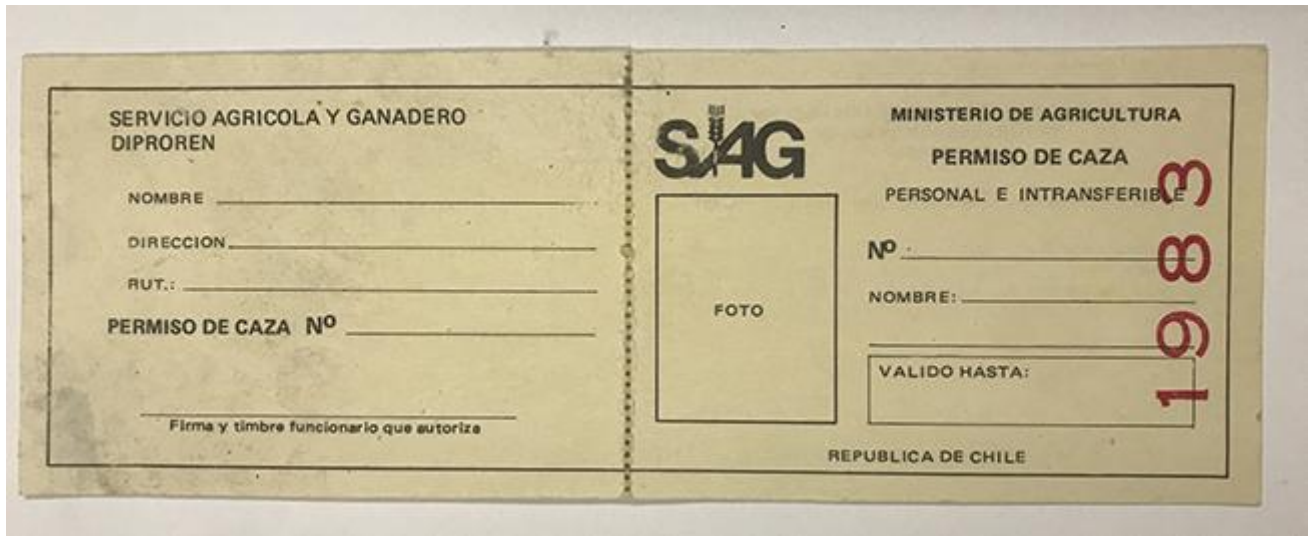 SERVICIO AGRICOLA Y GANADERO
DIPROREN
NOMBRE
DIRECCION
RUT.:
PERMISO DE CAZA Nº
Firma y timbre funcionario que autoriza
SAG
MINISTERIO DE AGRICULTURA
PERMISO DE CAZA
PERSONAL E INTRANSFERIBLE
Nº
FOTO
NOMBRE:
VALIDO HASTA:
REPUBLICA DE CHILE
1983